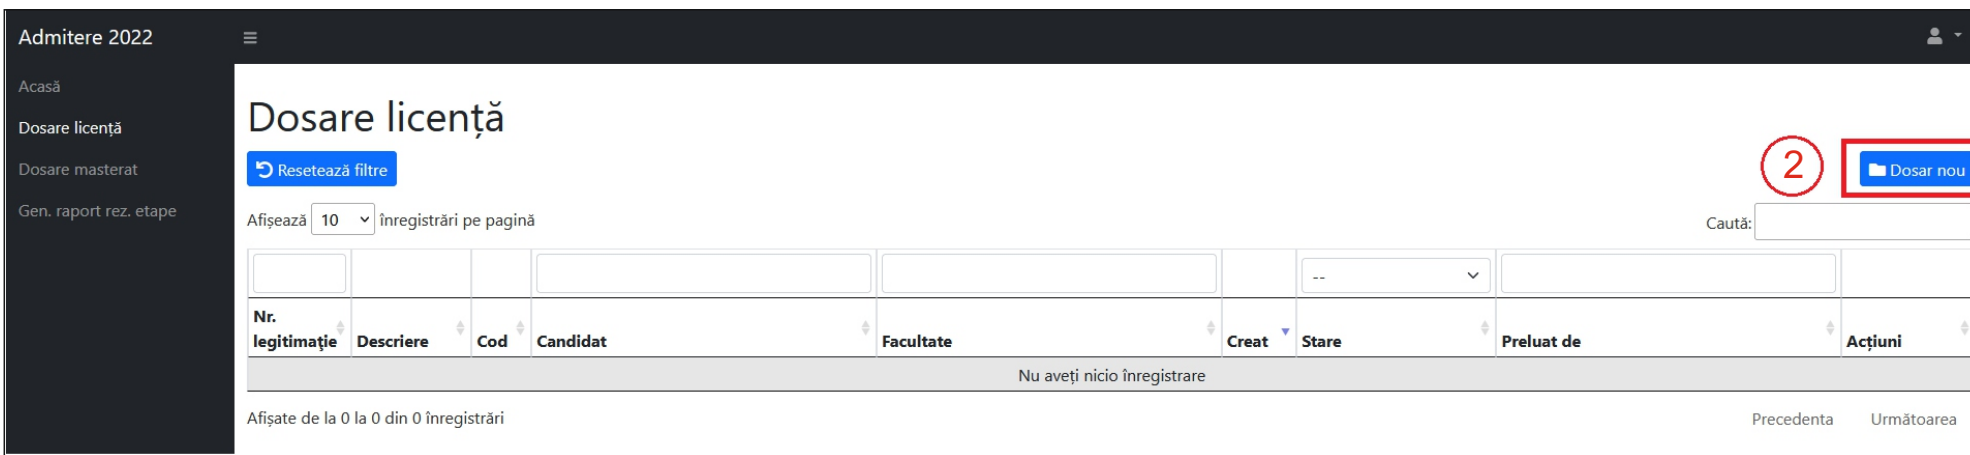 Admitere 2022
Acasă
Dosare licență
Dosare masterat
Gen. raport rez. etape
Dosare licență
Resetează filtre
2
Dosar nou
Afișează 10 înregistrări pe pagină
Caută:
--
Nr. legitimaţie Descriere Cod Candidat Facultate Creat Stare Preluat de Acțiuni
Nu aveți nicio înregistrare
Afișate de la 0 la 0 din 0 înregistrări
Precedenta Următoarea